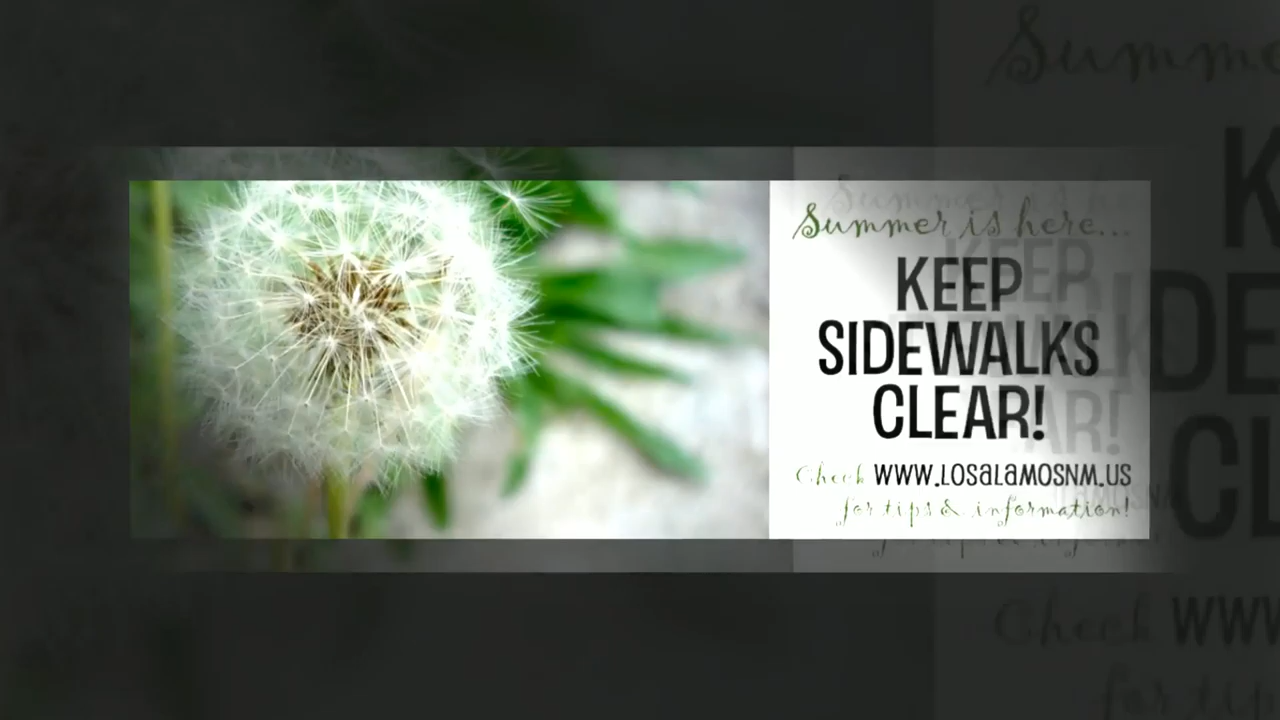 Summer is here...
KEEP
SIDEWALKS
CLEAR!
Check WWW.LOSALAMOSNM.US
for tips & information!